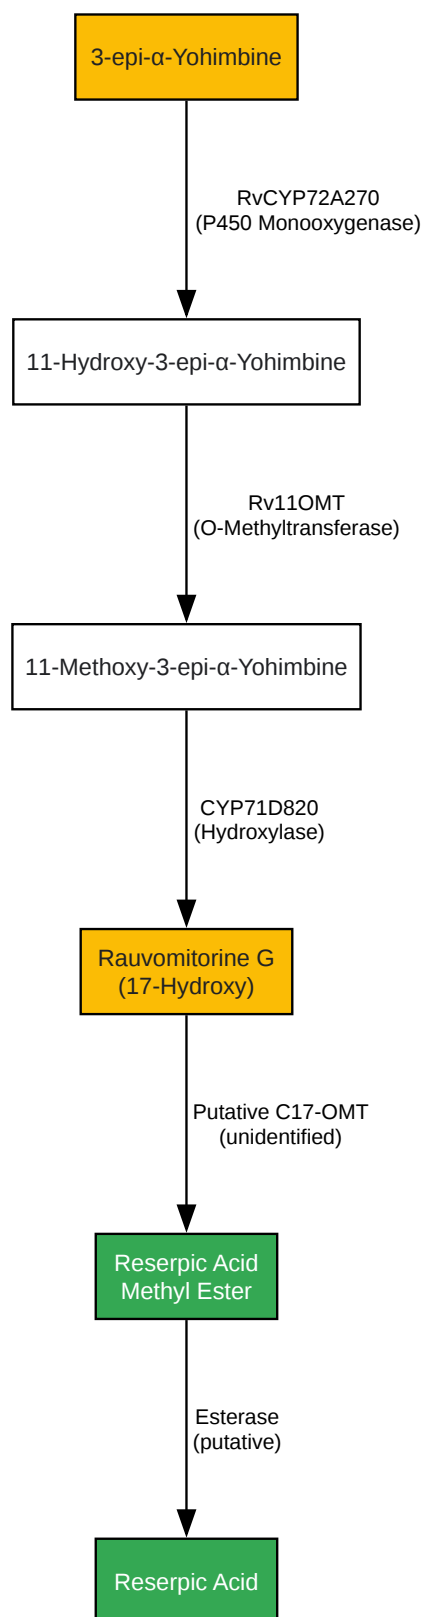 3-epi-α-Yohimbine
RvCYP72A270
(P450 Monooxygenase)
11-Hydroxy-3-epi-α-Yohimbine
Rv11OMT
(O-Methyltransferase)
11-Methoxy-3-epi-α-Yohimbine
CYP71D820
(Hydroxylase)
Rauvomitorine G
(17-Hydroxy)
Putative C17-OMT
(unidentified)
Reserpic Acid
Methyl Ester
Esterase
(putative)
Reserpic Acid